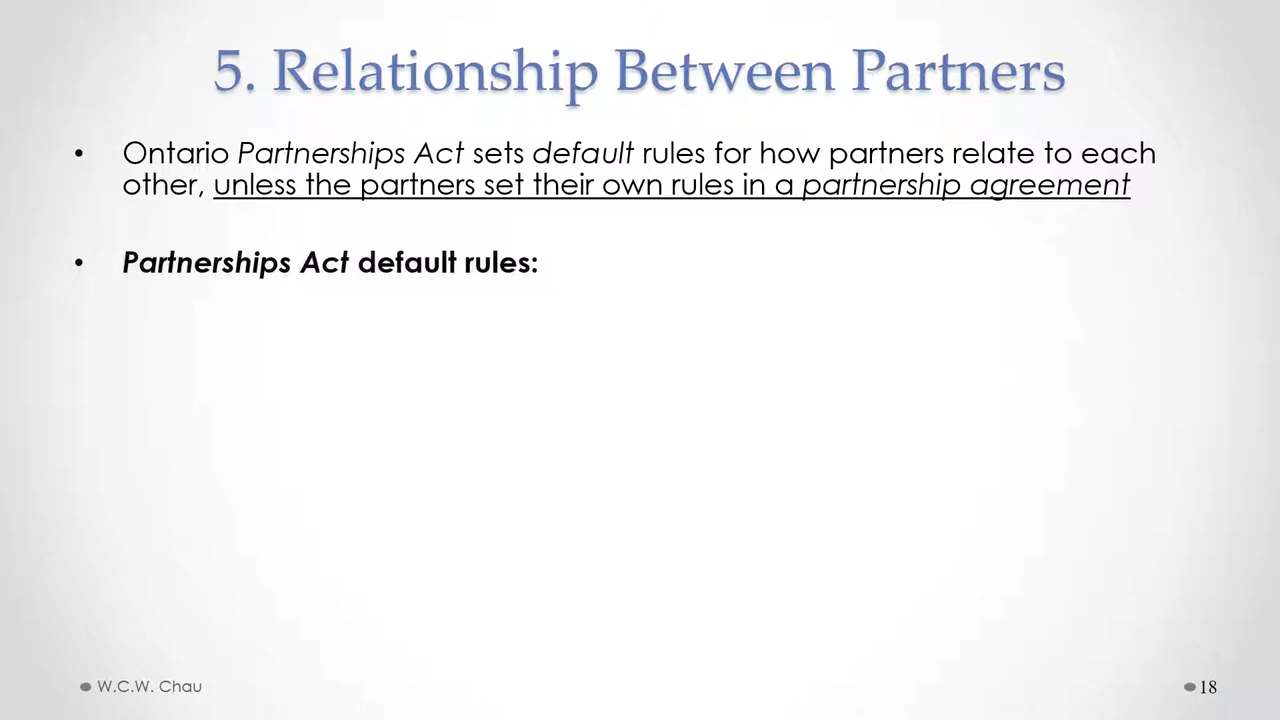 5. Relationship Between Partners
• Ontario Partnerships Act sets default rules for how partners relate to each
other, unless the partners set their own rules in a partnership agreement
• Partnerships Act default rules:
W.C.W. Chau
18